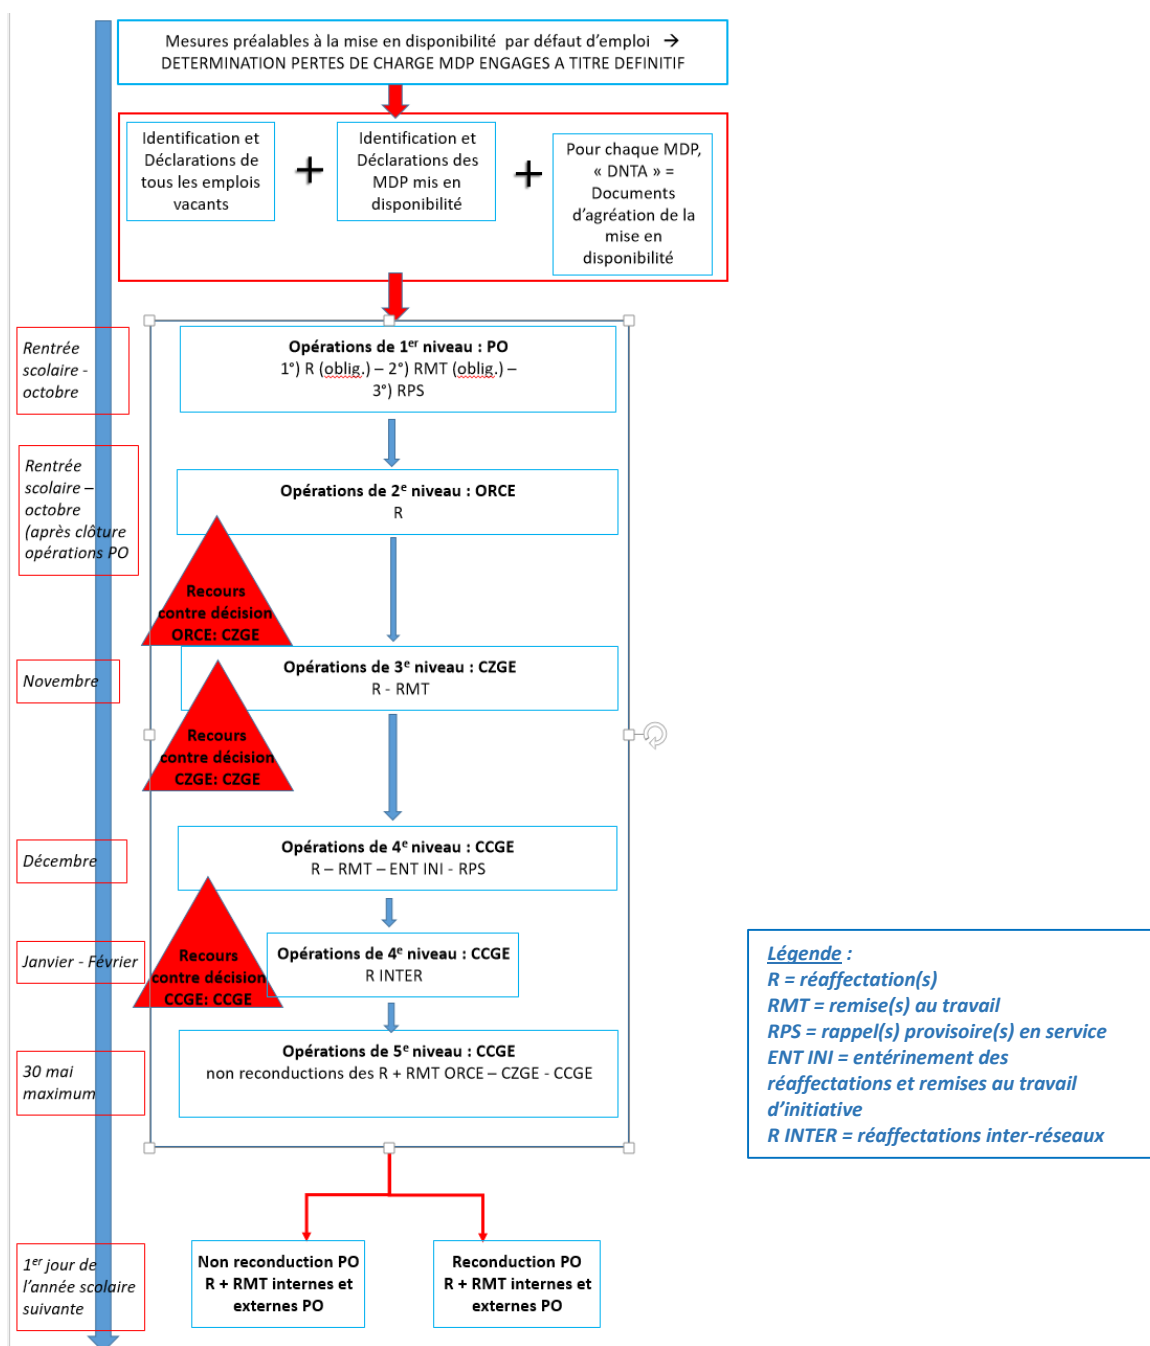 Mesures préalables à la mise en disponibilité par défaut d’emploi →
DETERMINATION PERTES DE CHARGE MDP ENGAGES A TITRE DEFINITIF
Identification et
Déclarations de
tous les emplois
vacants
+
Identification et
Déclarations des
MDP mis en
disponibilité
+
Pour chaque MDP,
« DNTA » =
Documents
d’agréation de la
mise en
disponibilité
Rentrée
scolaire -
octobre
Opérations de 1er niveau : PO
1°) R (oblig.) – 2°) RMT (oblig.) –
3°) RPS
Rentrée
scolaire –
octobre
(après clôture
opérations PO
Opérations de 2e niveau : ORCE
R
Recours
contre décision
ORCE: CZGE
Novembre
Opérations de 3e niveau : CZGE
R - RMT
Recours
contre décision
CZGE: CZGE
Décembre
Opérations de 4e niveau : CCGE
R – RMT – ENT INI - RPS
Janvier - Février
Recours
contre décision
CCGE: CCGE
Opérations de 4e niveau : CCGE
R INTER
30 mai
maximum
Opérations de 5e niveau : CCGE
non reconductions des R + RMT ORCE – CZGE - CCGE
Légende :
R = réaffectation(s)
RMT = remise(s) au travail
RPS = rappel(s) provisoire(s) en service
ENT INI = entérinement des
réaffectations et remises au travail
d’initiative
R INTER = réaffectations inter-réseaux
1er jour de
l’année scolaire
suivante
Non reconduction PO
R + RMT internes et
externes PO
Reconduction PO
R + RMT internes et
externes PO